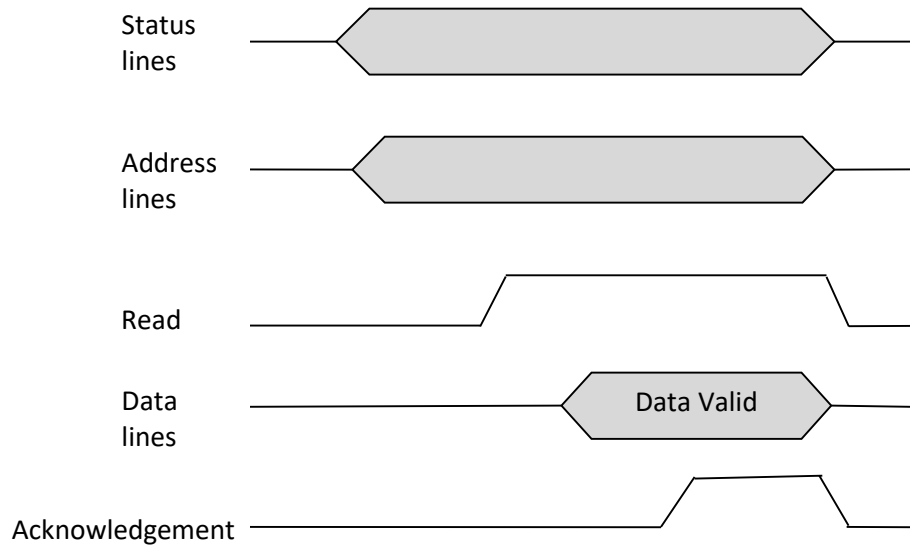 Status
lines
Address
lines
Read
Data
lines
Data Valid
Acknowledgement